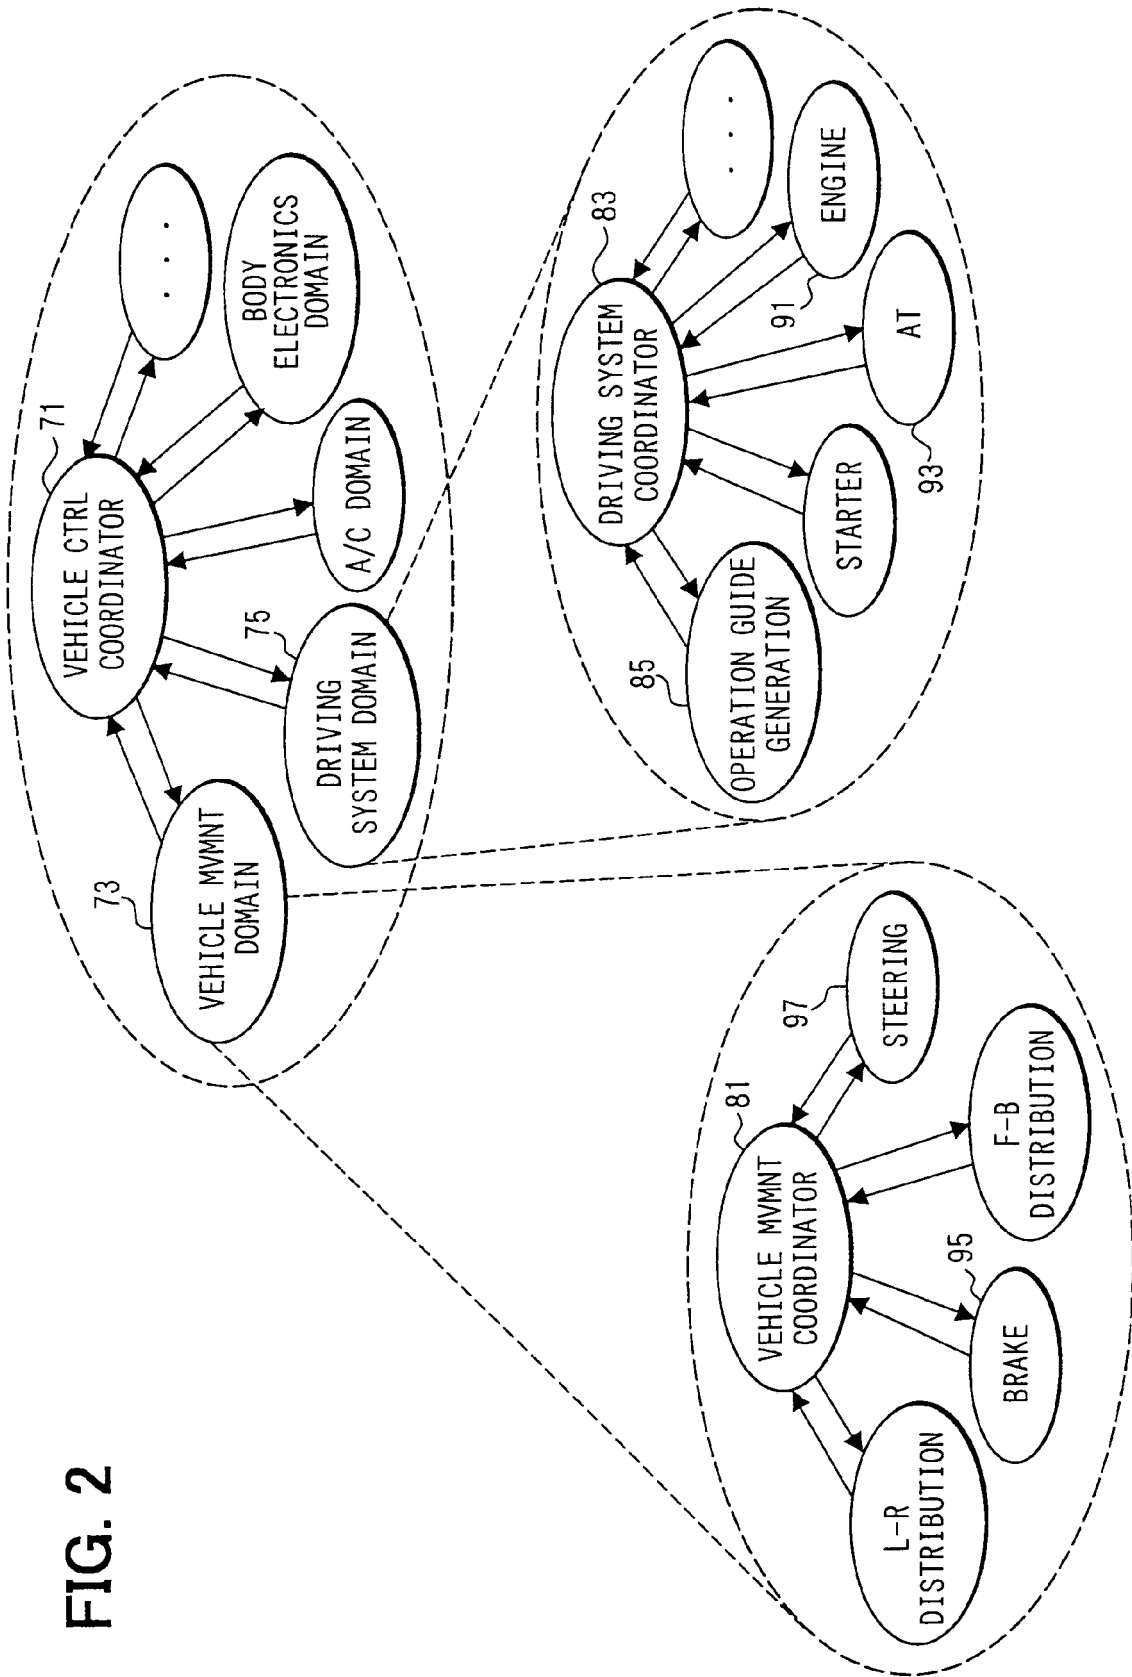 FIG. 2
71
VEHICLE CTRL
COORDINATOR
73
VEHICLE MVMNT
DOMAIN
75
DRIVING
SYSTEM DOMAIN
A/C DOMAIN
BODY
ELECTRONICS
DOMAIN
. . .
81
VEHICLE MVMNT
COORDINATOR
L-R
DISTRIBUTION
95
BRAKE
F-B
DISTRIBUTION
97
STEERING
83
DRIVING SYSTEM
COORDINATOR
85
OPERATION GUIDE
GENERATION
STARTER
93
AT
91
ENGINE
. . .